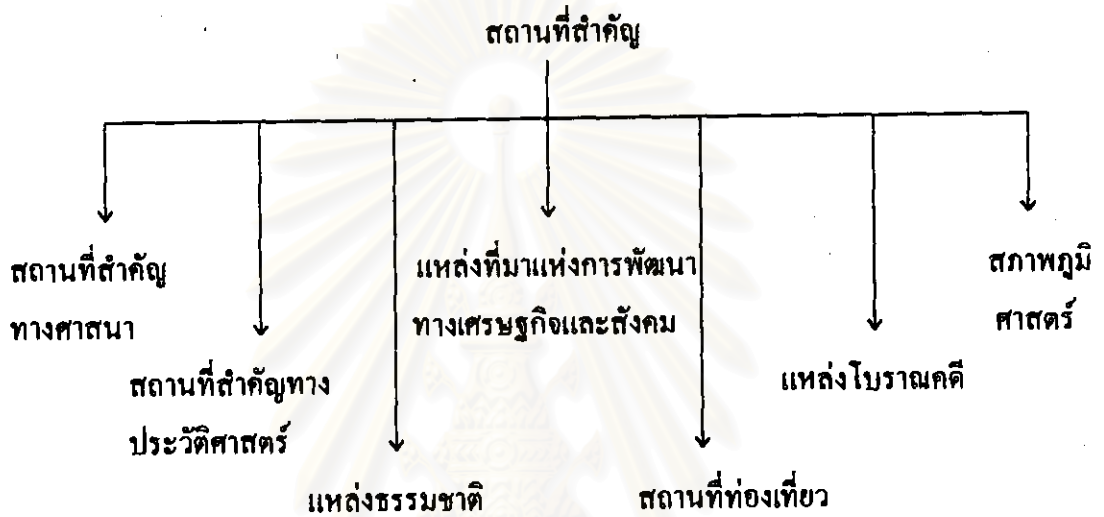 สถานที่สำคัญ
สถานที่สำคัญ
ทางศาสนา
สถานที่สำคัญทาง
ประวัติศาสตร์
แหล่งธรรมชาติ
แหล่งที่มาแห่งการพัฒนา
ทางเศรษฐกิจและสังคม
สถานที่ท่องเที่ยว
แหล่งโบราณคดี
สภาพภูมิ
ศาสตร์